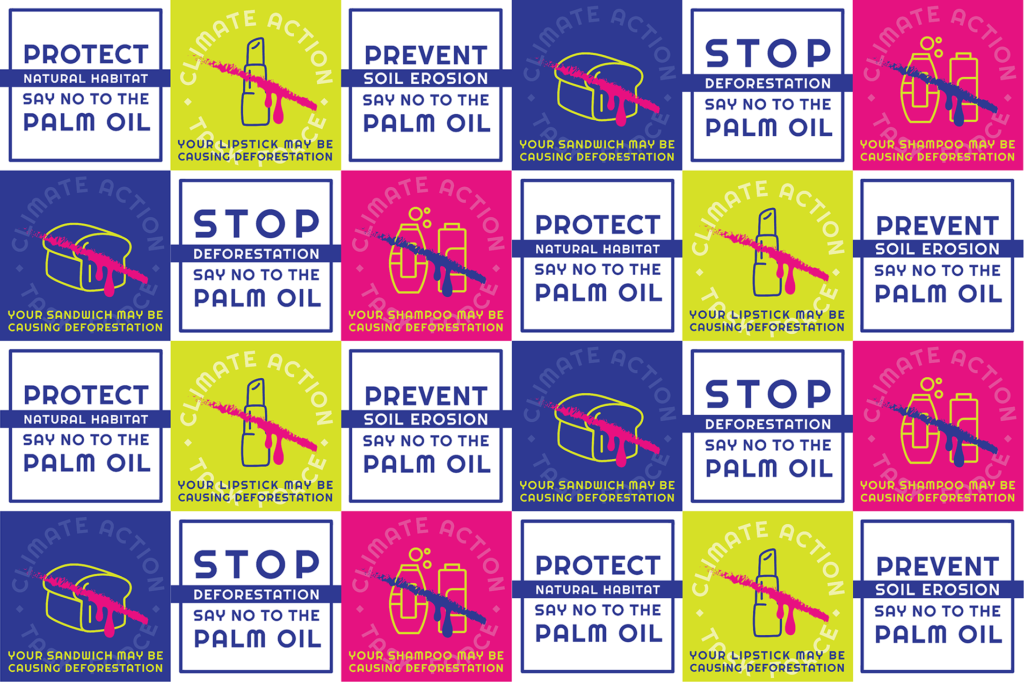 PROTECT
NATURAL HABITAT
SAY NO TO THE
PALM OIL
CLIMATE ACTION
YOUR LIPSTICK MAY BE
CAUSING DEFORESTATION
PREVENT
SOIL EROSION
SAY NO TO THE
PALM OIL
CLIMATE ACTION
YOUR SANDWICH MAY BE
CAUSING DEFORESTATION
STOP
DEFORESTATION
SAY NO TO THE
PALM OIL
CLIMATE ACTION
YOUR SHAMPOO MAY BE
CAUSING DEFORESTATION
CLIMATE ACTION
YOUR SANDWICH MAY BE
CAUSING DEFORESTATION
STOP
DEFORESTATION
SAY NO TO THE
PALM OIL
CLIMATE ACTION
YOUR SHAMPOO MAY BE
CAUSING DEFORESTATION
PROTECT
NATURAL HABITAT
SAY NO TO THE
PALM OIL
CLIMATE ACTION
YOUR LIPSTICK MAY BE
CAUSING DEFORESTATION
PREVENT
SOIL EROSION
SAY NO TO THE
PALM OIL
PROTECT
NATURAL HABITAT
SAY NO TO THE
PALM OIL
CLIMATE ACTION
YOUR LIPSTICK MAY BE
CAUSING DEFORESTATION
PREVENT
SOIL EROSION
SAY NO TO THE
PALM OIL
CLIMATE ACTION
YOUR SANDWICH MAY BE
CAUSING DEFORESTATION
STOP
DEFORESTATION
SAY NO TO THE
PALM OIL
CLIMATE ACTION
YOUR SHAMPOO MAY BE
CAUSING DEFORESTATION
CLIMATE ACTION
YOUR SANDWICH MAY BE
CAUSING DEFORESTATION
STOP
DEFORESTATION
SAY NO TO THE
PALM OIL
CLIMATE ACTION
YOUR SHAMPOO MAY BE
CAUSING DEFORESTATION
PROTECT
NATURAL HABITAT
SAY NO TO THE
PALM OIL
CLIMATE ACTION
YOUR LIPSTICK MAY BE
CAUSING DEFORESTATION
PREVENT
SOIL EROSION
SAY NO TO THE
PALM OIL